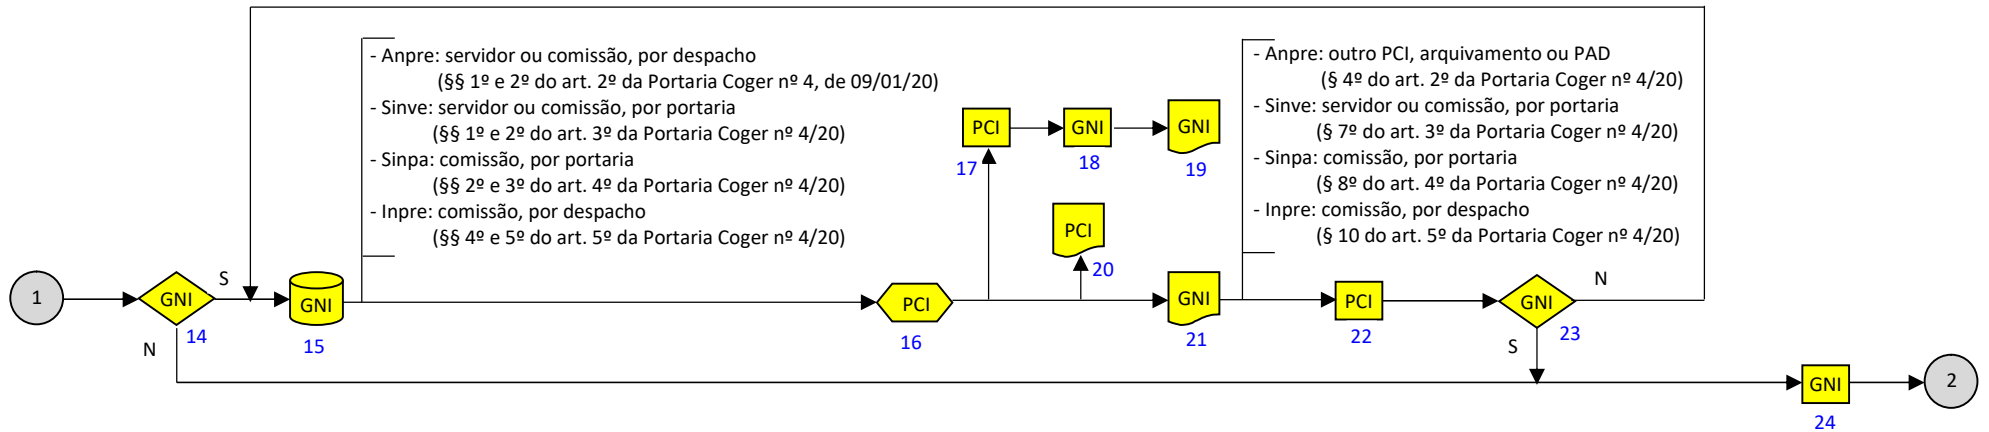 - Anpre: servidor ou comissão, por despacho
(§§ 1º e 2º do art. 2º da Portaria Coger nº 4, de 09/01/20)
- Sinve: servidor ou comissão, por portaria
(§§ 1º e 2º do art. 3º da Portaria Coger nº 4/20)
- Sinpa: comissão, por portaria
(§§ 2º e 3º do art. 4º da Portaria Coger nº 4/20)
- Inpre: comissão, por despacho
(§§ 4º e 5º do art. 5º da Portaria Coger nº 4/20)
- Anpre: outro PCI, arquivamento ou PAD
(§ 4º do art. 2º da Portaria Coger nº 4/20)
- Sinve: servidor ou comissão, por portaria
(§ 7º do art. 3º da Portaria Coger nº 4/20)
- Sinpa: comissão, por portaria
(§ 8º do art. 4º da Portaria Coger nº 4/20)
- Inpre: comissão, por despacho
(§ 10 do art. 5º da Portaria Coger nº 4/20)
PCI
17
GNI
18
GNI
19
PCI
20
1
GNI
14
S
N
GNI
15
PCI
16
GNI
21
PCI
22
GNI
23
N
S
GNI
24
2